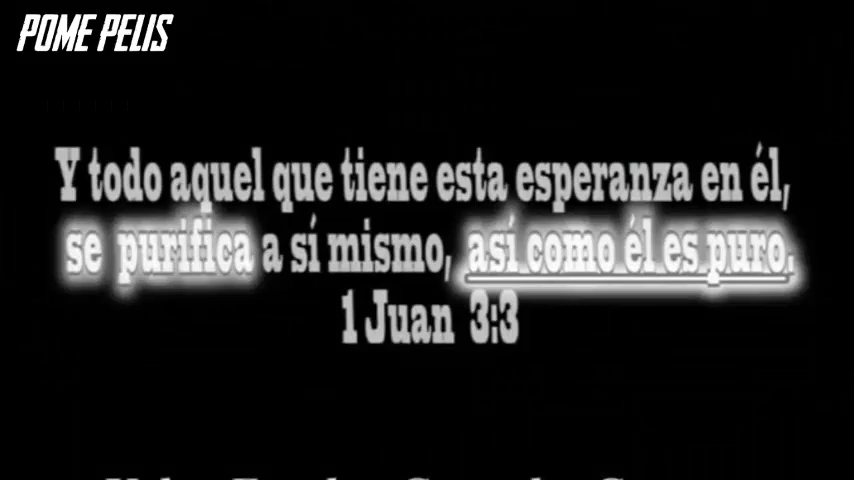 POME PELIS
Y todo aquel que tiene esta esperanza en él,
se purifica a sí mismo, así como él es puro.
1 Juan 3:3